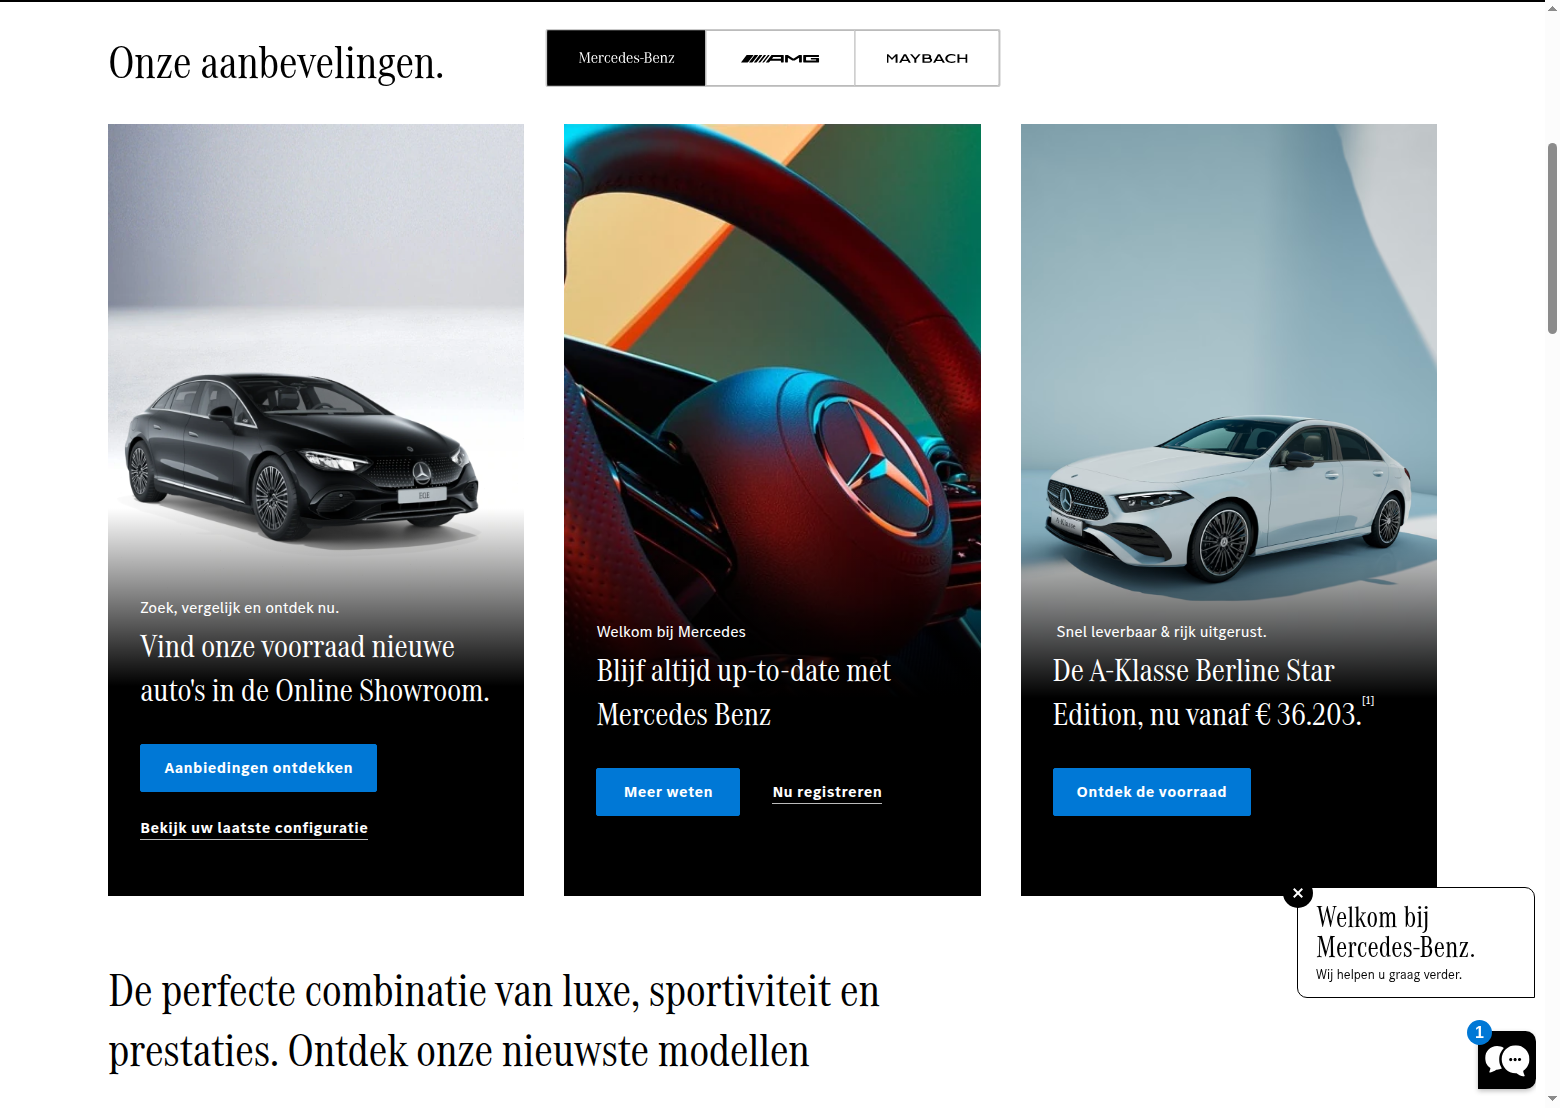 Onze aanbevelingen.
Mercedes-Benz
AMG
MAYBACH
EQE
Zoek, vergelijk en ontdek nu.
Vind onze voorraad nieuwe
auto's in de Online Showroom.
Aanbiedingen ontdekken
Bekijk uw laatste configuratie
Welkom bij Mercedes
Blijf altijd up-to-date met
Mercedes Benz
Meer weten
Nu registreren
A-Klasse
Snel leverbaar & rijk uitgerust.
De A-Klasse Berline Star
Edition, nu vanaf € 36.203.[1]
Ontdek de voorraad
De perfecte combinatie van luxe, sportiviteit en
prestaties. Ontdek onze nieuwste modellen
Welkom bij
Mercedes-Benz.
Wij helpen u graag verder.
1